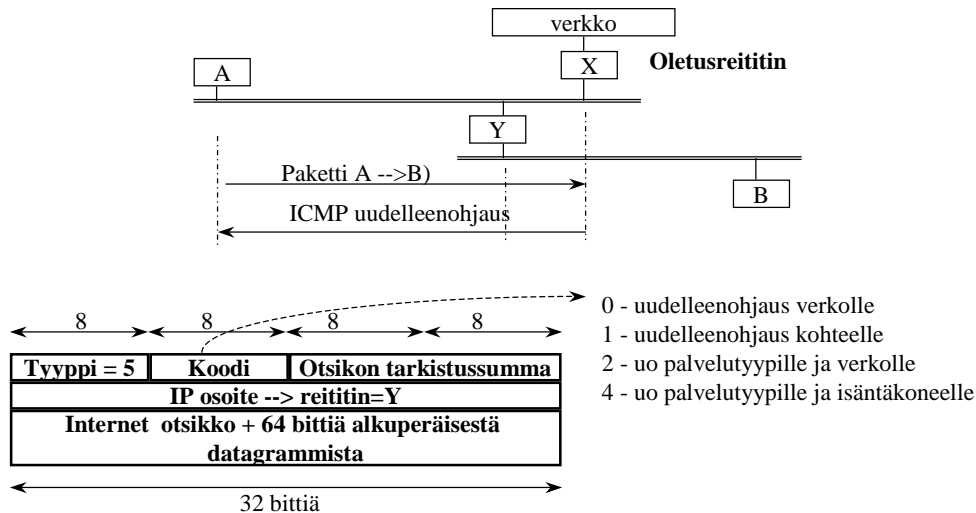 verkko
A
X
Oletusreititin
Y
Paketti A -->B)
B
ICMP uudelleenohjaus
8 8 8 8
0 - uudelleenohjaus verkolle
1 - uudelleenohjaus kohteelle
2 - uo palvelutyypille ja verkolle
4 - uo palvelutyypille ja isäntäkoneelle
Tyyppi = 5 Koodi Otsikon tarkistussumma
IP osoite --> reititin=Y
Internet otsikko + 64 bittiä alkuperäisestä
datagrammista
32 bittiä